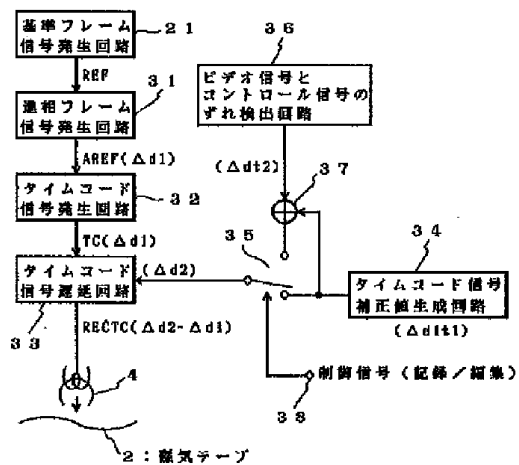 基準フレーム
信号発生回路
21
REF
進相フレーム
信号発生回路
31
AREF(Δd1)
タイムコード
信号発生回路
32
TC(Δd1)
タイムコード
信号遅延回路
33
(Δd2)
RECTC(Δd2-Δd1)
4
2:磁気テープ
36
ビデオ信号と
コントロール信号の
ずれ検出回路
(Δdt2)
37
35
34
タイムコード信号
補正値生成回路
(Δdlt1)
制御信号(記録/編集)
38